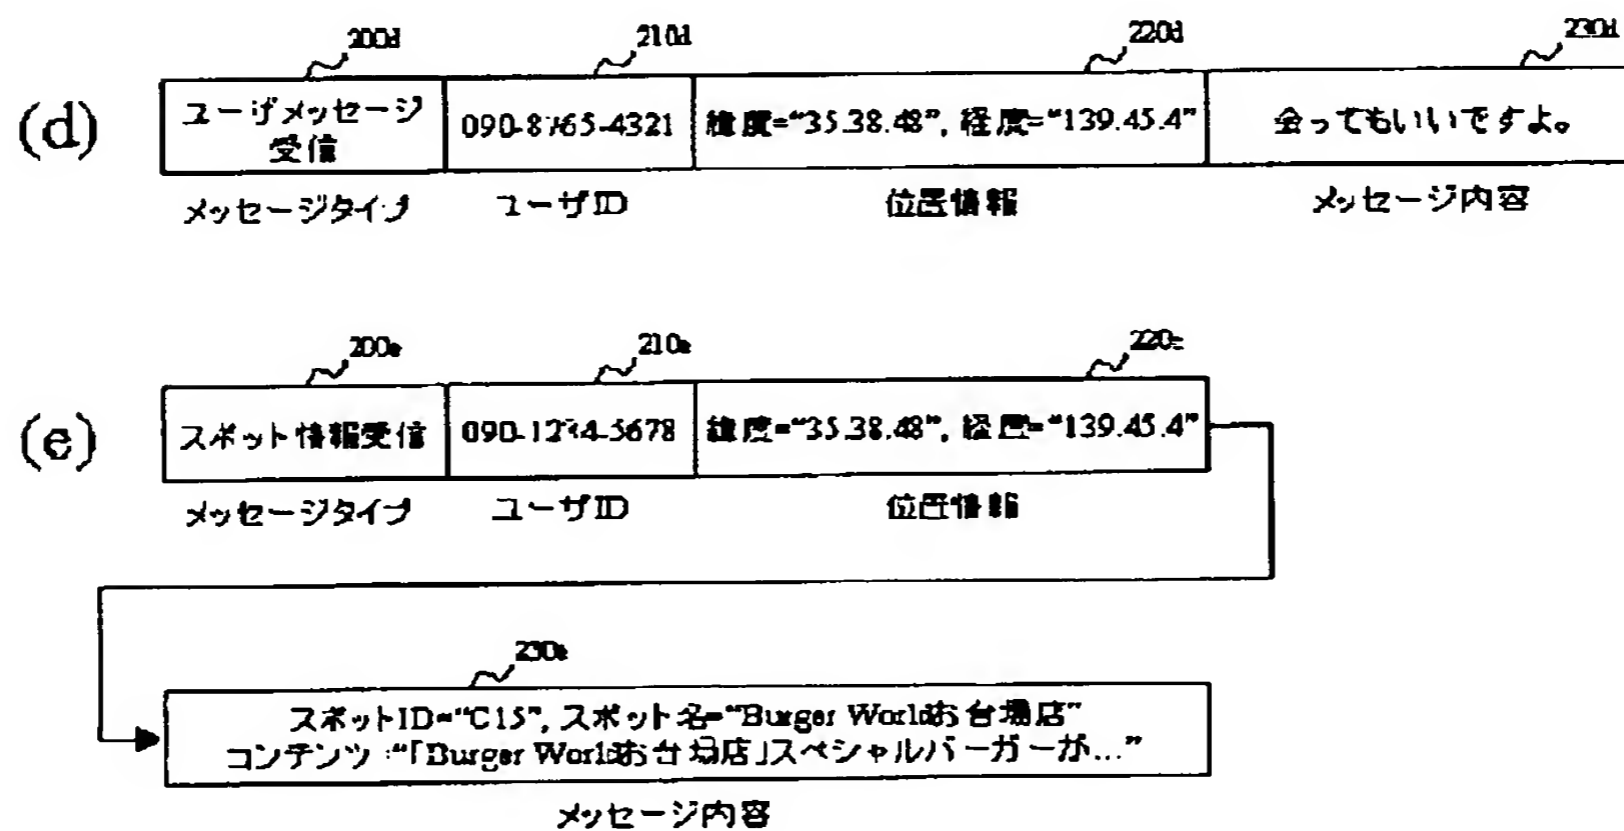 200d 210d 220d 230d
(d)
ユーザメッセージ
受信
090-8765-4321
緯度="35.38.48", 経度="139.45.4"
会ってもいいですよ。
メッセージタイプ ユーザID 位置情報 メッセージ内容
200e 210e 220e
(e)
スポット情報受信
090-1234-5678
緯度="35.38.48", 経度="139.45.4"
メッセージタイプ ユーザID 位置情報
230e
スポットID="C15", スポット名="Burger Worldお台場店"
コンテンツ="「Burger Worldお台場店」スペシャルバーガーが..."
メッセージ内容